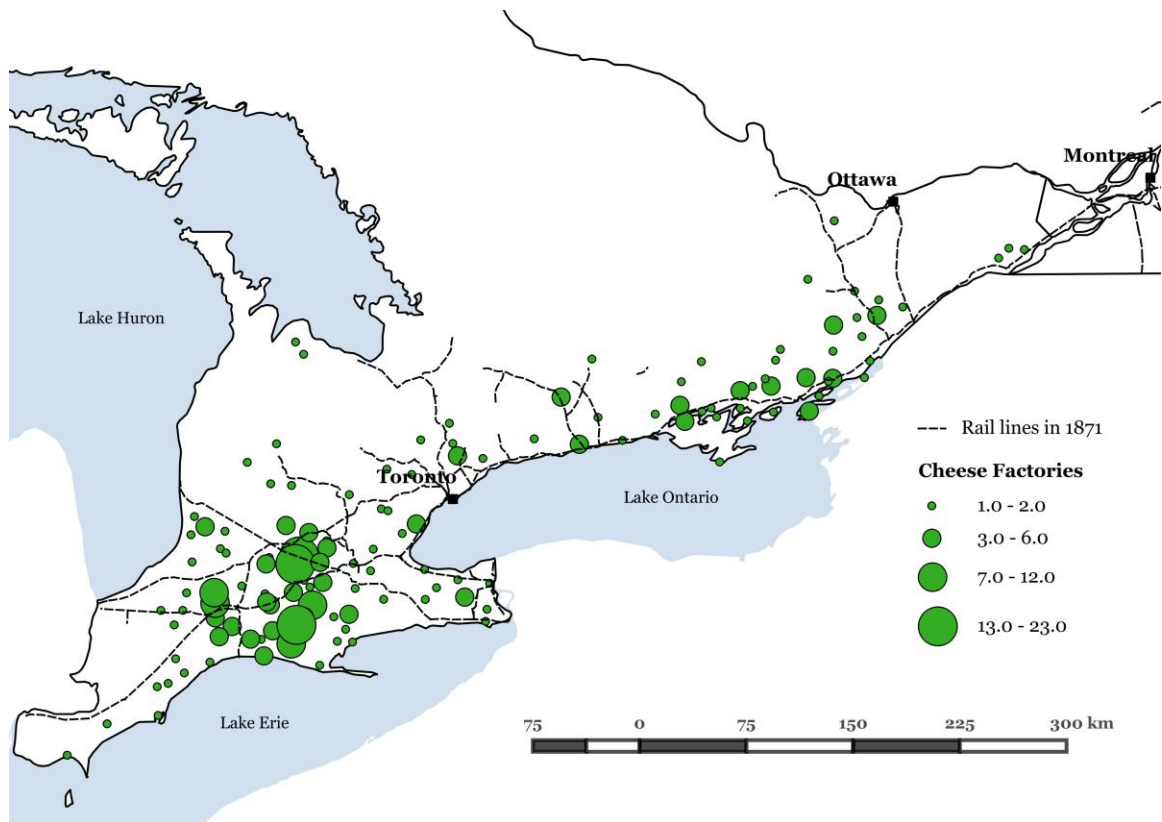 Montreal
Ottawa
Lake Huron
Rail lines in 1871
Cheese Factories
Toronto
Lake Ontario
1.0 - 2.0
3.0 - 6.0
7.0 - 12.0
13.0 - 23.0
Lake Erie
75 0 75 150 225 300 km